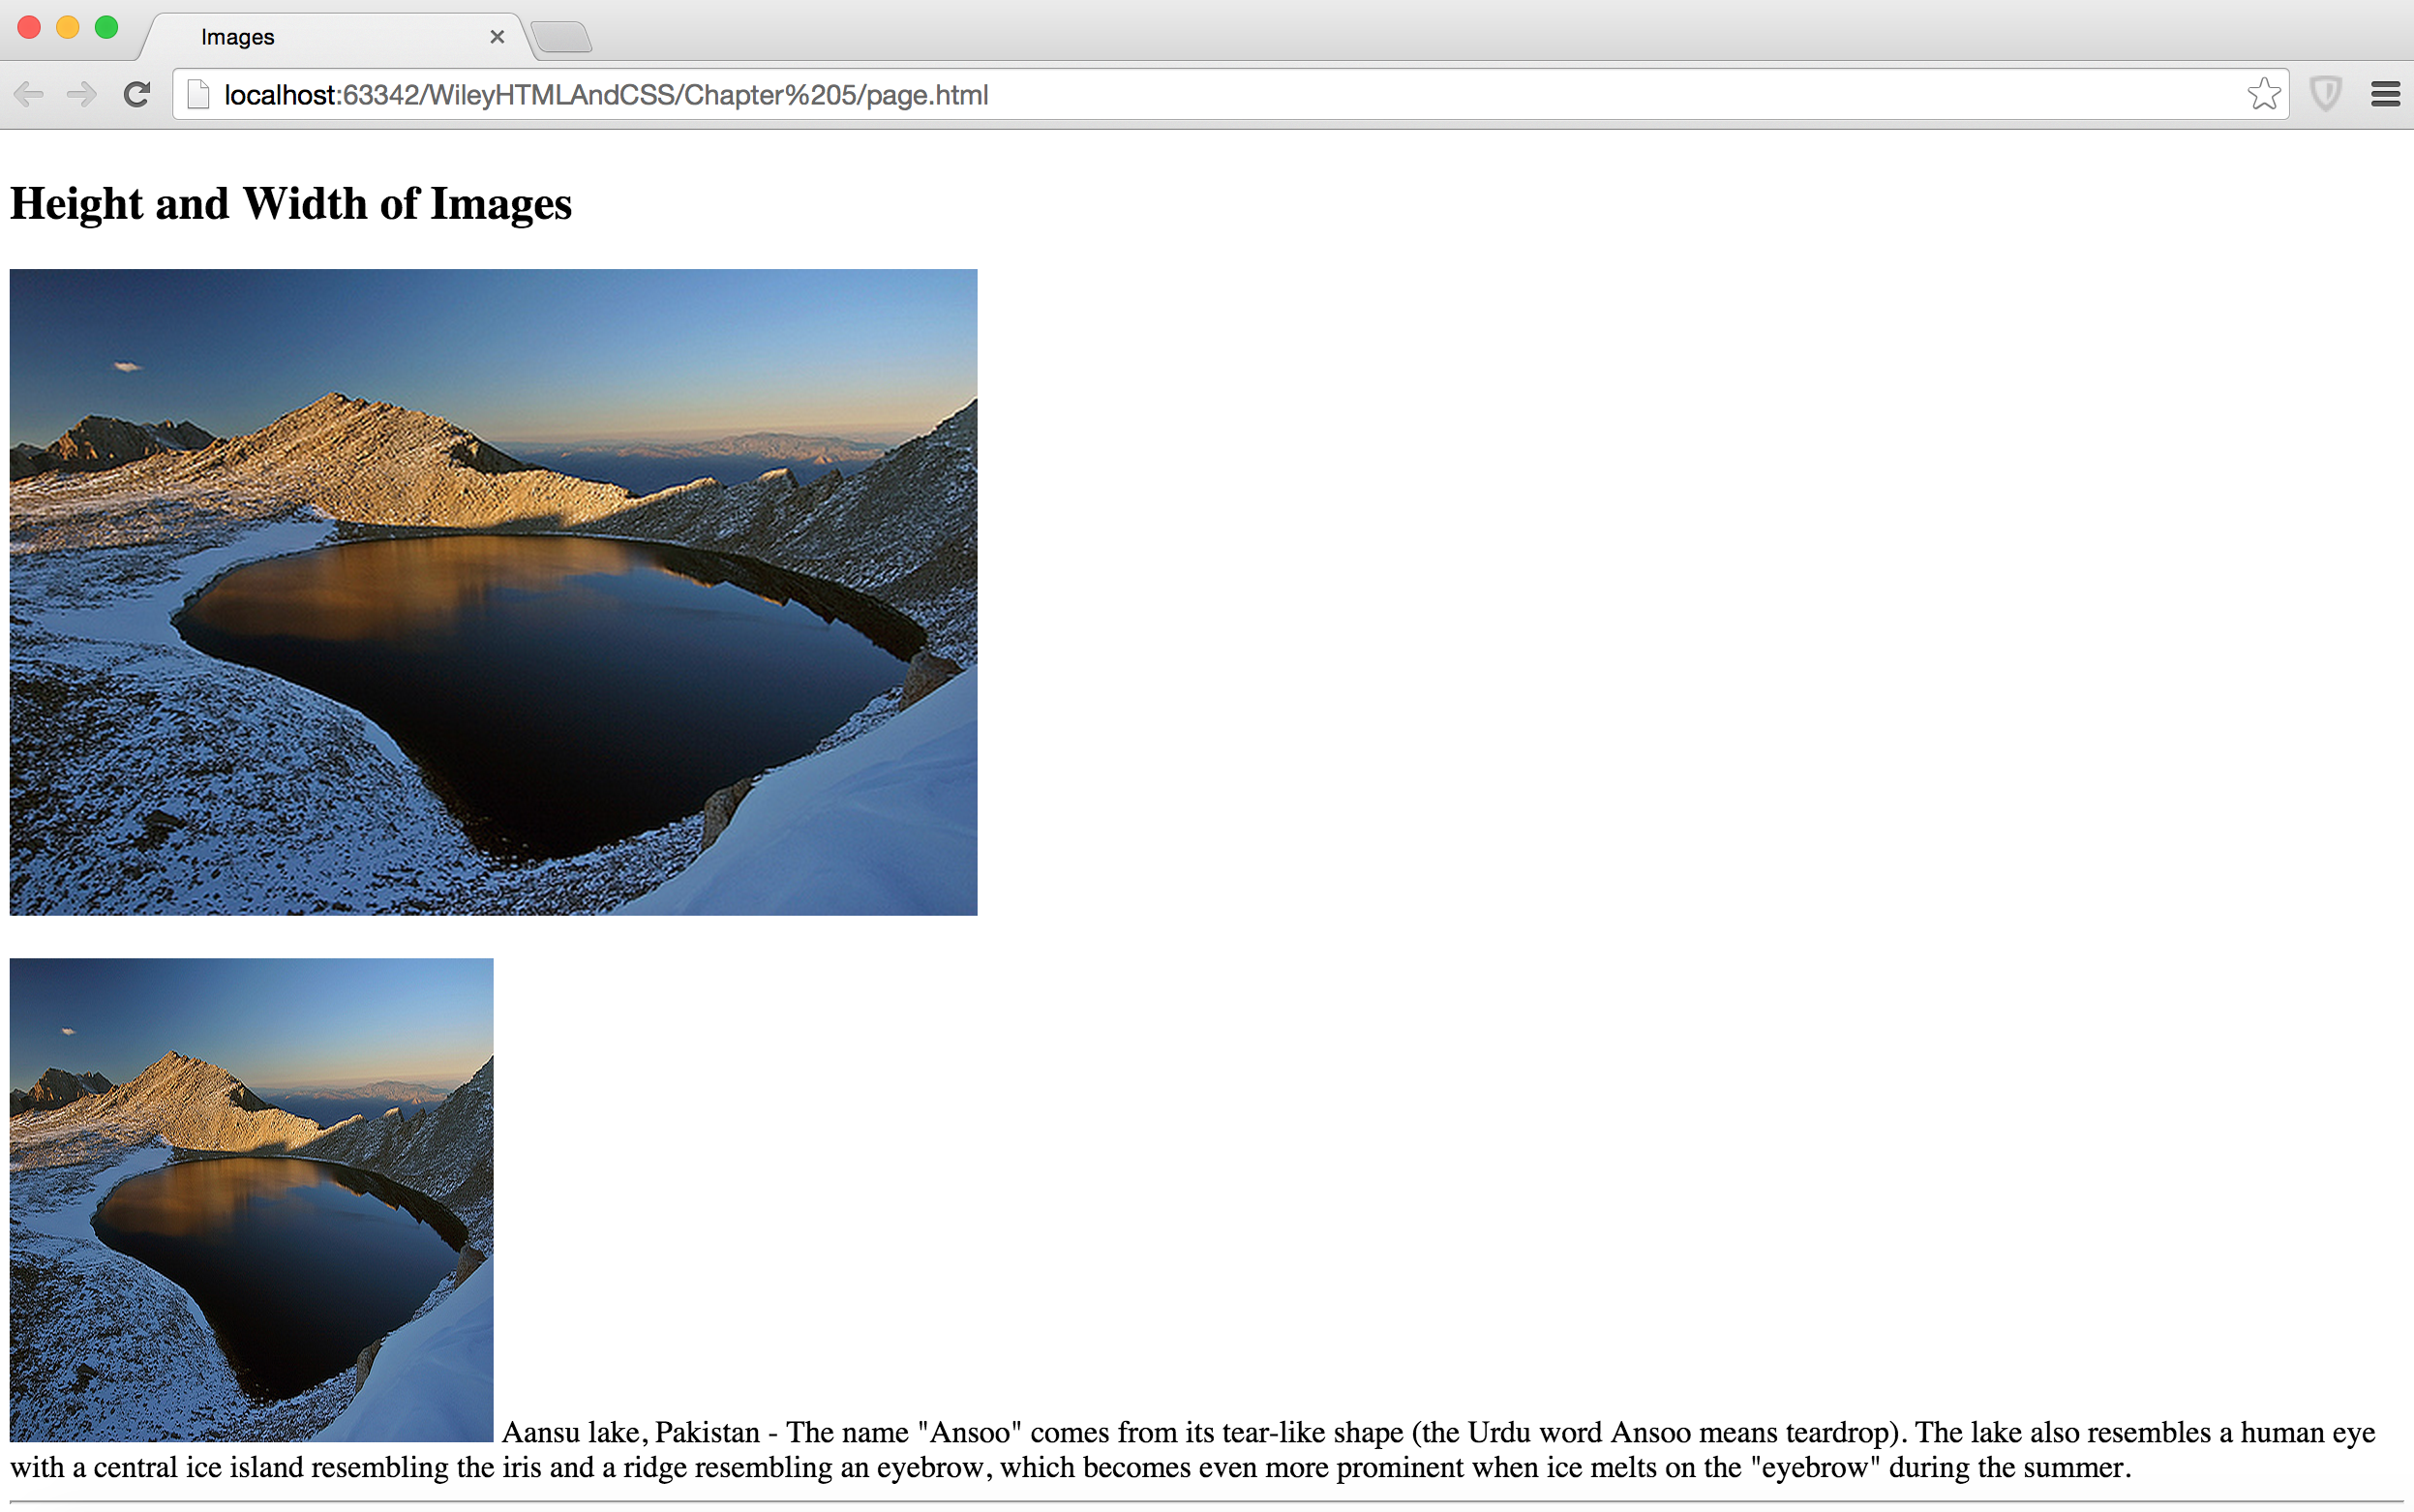 Images
localhost:63342/WileyHTMLAndCSS/Chapter%205/page.html
Height and Width of Images
Aansu lake, Pakistan - The name "Ansoo" comes from its tear-like shape (the Urdu word Ansoo means teardrop). The lake also resembles a human eye
with a central ice island resembling the iris and a ridge resembling an eyebrow, which becomes even more prominent when ice melts on the "eyebrow" during the summer.